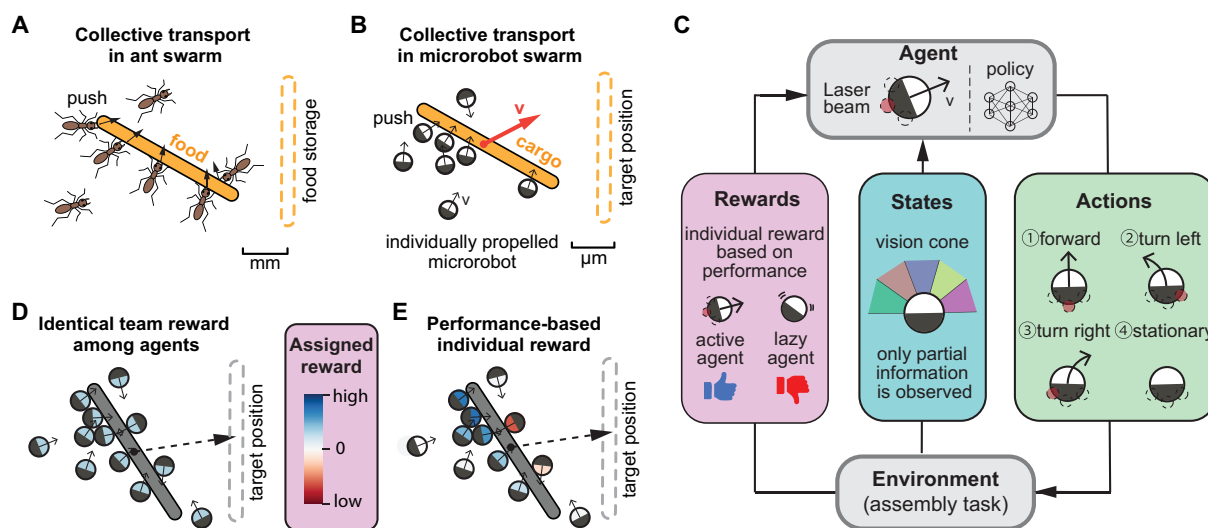 A
Collective transport
in ant swarm
push
food
food storage
mm
B
Collective transport
in microrobot swarm
push
v
cargo
v
target position
individually propelled
microrobot
µm
C
Agent
Laser
beam
v
policy
Rewards
individual reward
based on
performance
active
agent
lazy
agent
States
vision cone
only partial
information
is observed
Actions
①forward
②turn left
③turn right
④stationary
Environment
(assembly task)
D
Identical team reward
among agents
target position
Assigned
reward
high
0
low
E
Performance-based
individual reward
target position